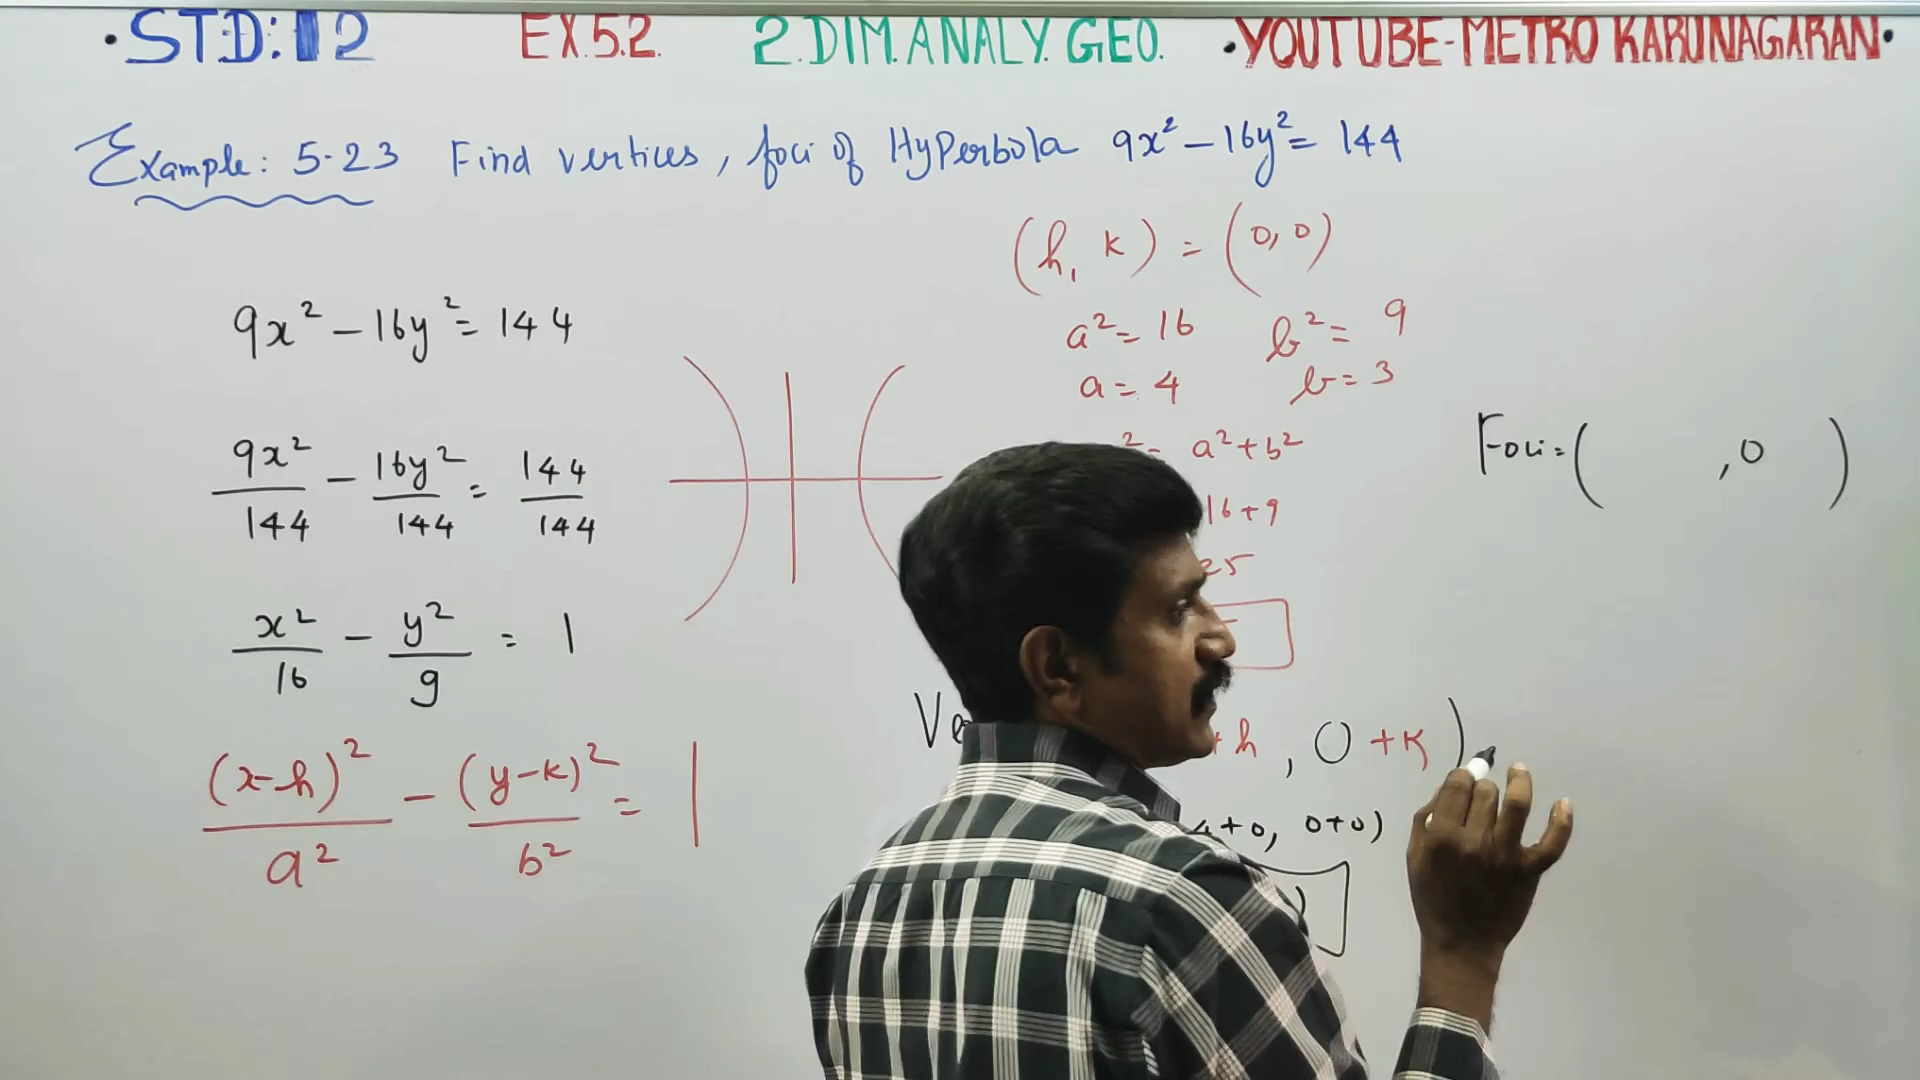 •STD: 12 EX.5.2. 2.DIM.ANALY.GEO. •YOUTUBE-METRO KARUNAGARAN•
Example: 5.23 Find vertices, foci of HyPerbola 9x² – 16y² = 144
(h, k) = (0, 0)
9x² – 16y² = 144
a² = 16 b² = 9
a = 4 b = 3
9x²/144 – 16y²/144 = 144/144
² = a² + b²
16 + 9
25
Foci = ( , 0 )
x²/16 – y²/9 = 1
(x-h)²/a² – (y-k)²/b² = 1
+ h , 0 + k )
4+0, 0+0)